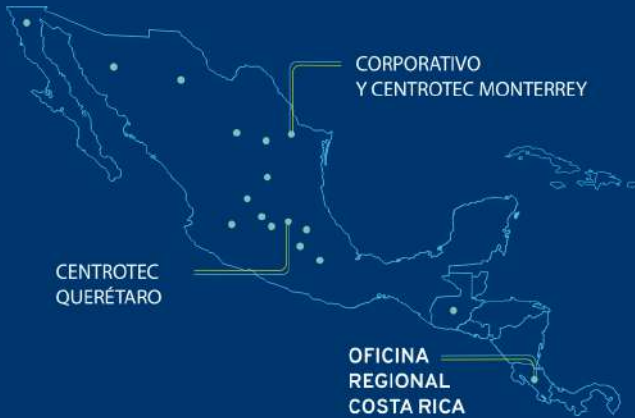 CORPORATIVO
Y CENTROTEC MONTERREY
CENTROTEC
QUERÉTARO
OFICINA
REGIONAL
COSTA RICA